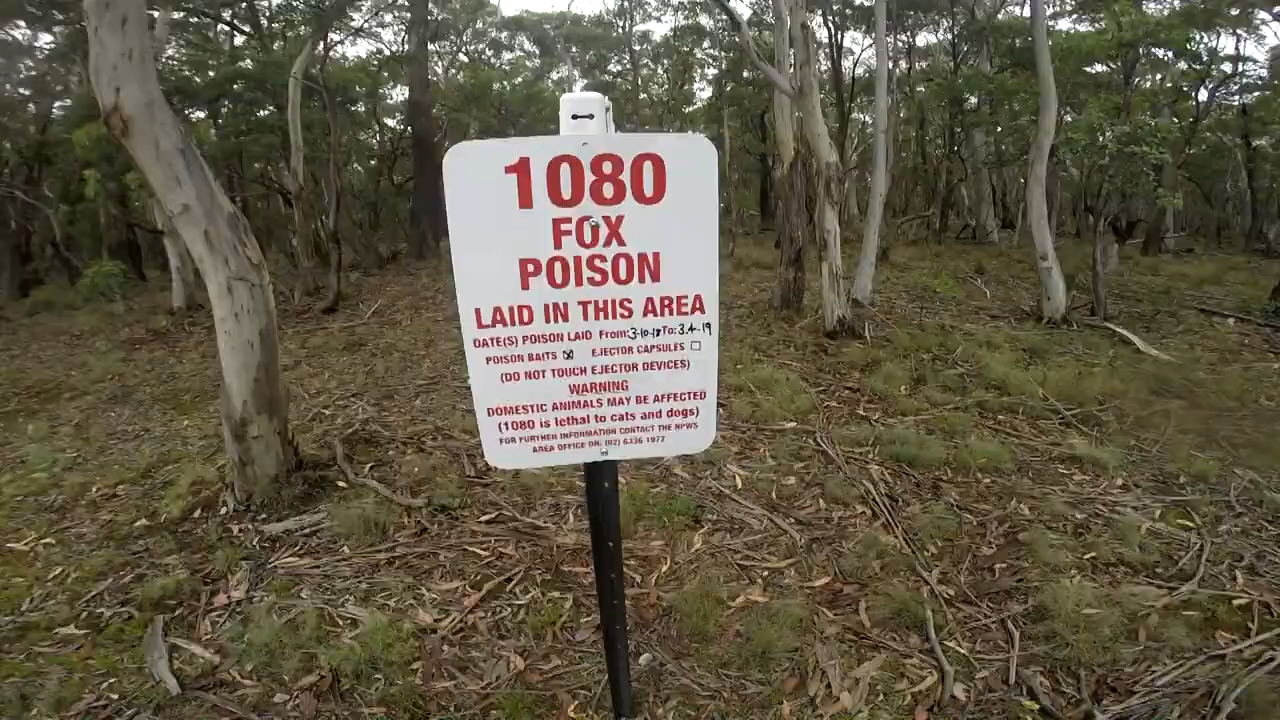 1080
FOX
POISON
LAID IN THIS AREA
DATE(S) POISON LAID From: 3-10-18 To: 3.4-19
POISON BAITS ☒ EJECTOR CAPSULES ☐
(DO NOT TOUCH EJECTOR DEVICES)
WARNING
DOMESTIC ANIMALS MAY BE AFFECTED
(1080 is lethal to cats and dogs)
FOR FURTHER INFORMATION CONTACT THE NPWS
AREA OFFICE ON: (02) 6336 1972